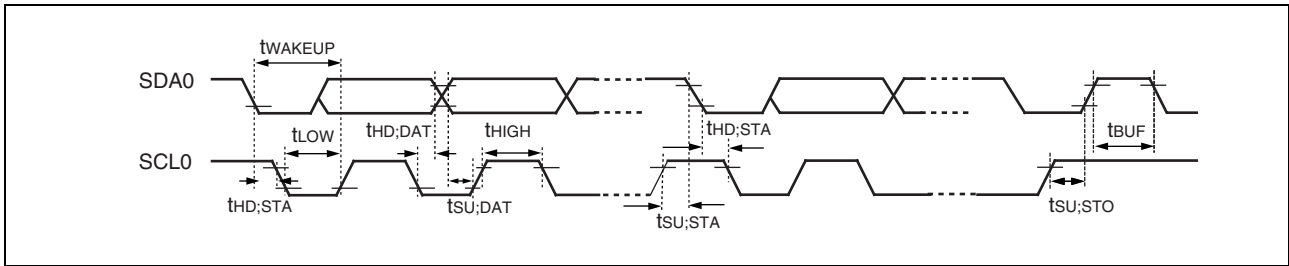 tWAKEUP
SDA0
tLOW
tHD;DAT
tHIGH
tHD;STA
tBUF
SCL0
tHD;STA
tSU;DAT
tSU;STA
tSU;STO